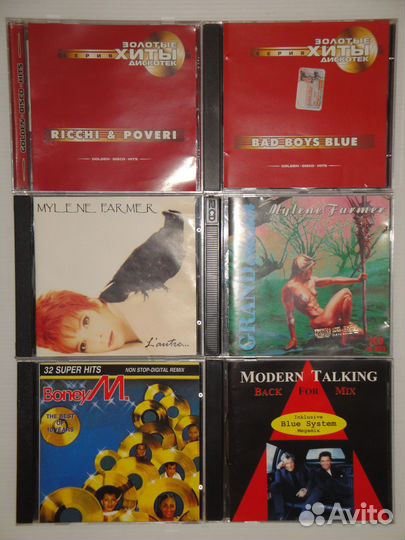 СЕРИЯ
ЗОЛОТЫЕ
ХИТЫ
ДИСКОТЕК
GOLDEN DISCO HITS
RICCHI & POVERI
GOLDEN DISCO HITS
СЕРИЯ
ЗОЛОТЫЕ
ХИТЫ
ДИСКОТЕК
BAD BOYS BLUE
GOLDEN DISCO HITS
MYLENE FARMER
L'autre...
Mylene Farmer
GRAND
32 SUPER HITS
NON STOP-DIGITAL REMIX
Boney M.
THE BEST
OF
10 YEARS
MODERN TALKING
BACK FOR MIX
Inklusive
Blue System
Megamix
Avito